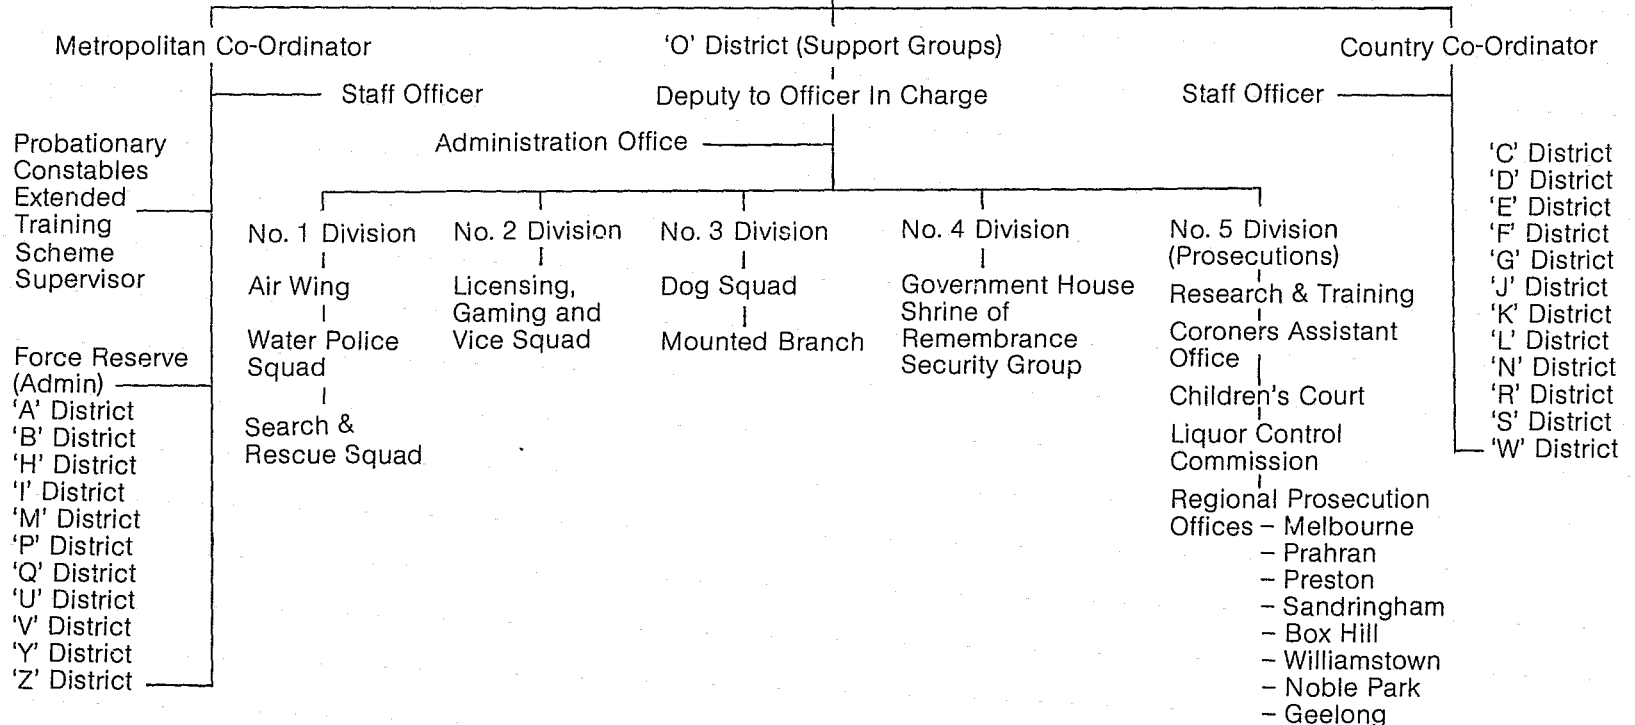 Metropolitan Co-Ordinator
Staff Officer
Probationary
Constables
Extended
Training
Scheme
Supervisor
Force Reserve
(Admin)
'A' District
'B' District
'H' District
'I' District
'M' District
'P' District
'Q' District
'U' District
'V' District
'Y' District
'Z' District
'O' District (Support Groups)
Deputy to Officer In Charge
Administration Office
No. 1 Division
Air Wing
Water Police
Squad
Search &
Rescue Squad
No. 2 Division
Licensing,
Gaming and
Vice Squad
No. 3 Division
Dog Squad
Mounted Branch
No. 4 Division
Government House
Shrine of
Remembrance
Security Group
No. 5 Division
(Prosecutions)
Research & Training
Coroners Assistant
Office
Children's Court
Liquor Control
Commission
Regional Prosecution
Offices – Melbourne
– Prahran
– Preston
– Sandringham
– Box Hill
– Williamstown
– Noble Park
– Geelong
Country Co-Ordinator
Staff Officer
'C' District
'D' District
'E' District
'F' District
'G' District
'J' District
'K' District
'L' District
'N' District
'R' District
'S' District
'W' District